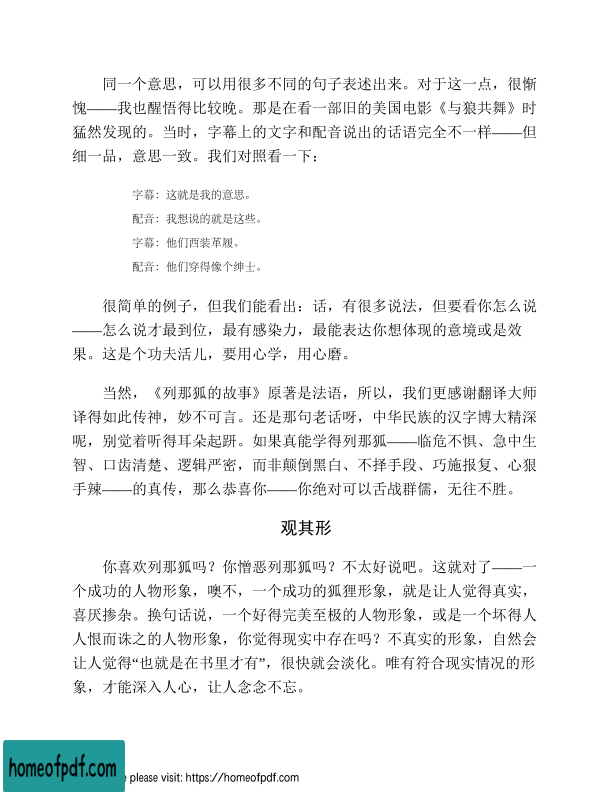 同一个意思，可以用很多不同的句子表述出来。对于这一点，很惭
愧——我也醒悟得比较晚。那是在看一部旧的美国电影《与狼共舞》时
猛然发现的。当时，字幕上的文字和配音说出的话语完全不一样——但
细一品，意思一致。我们对照看一下：
字幕：这就是我的意思。
配音：我想说的就是这些。
字幕：他们西装革履。
配音：他们穿得像个绅士。
很简单的例子，但我们能看出：话，有很多说法，但要看你怎么说
——怎么说才最到位，最有感染力，最能表达你想体现的意境或是效
果。这是个功夫活儿，要用心学，用心磨。
当然，《列那狐的故事》原著是法语，所以，我们更感谢翻译大师
译得如此传神，妙不可言。还是那句老话呀，中华民族的汉字博大精深
呢，别觉着听得耳朵起趼。如果真能学得列那狐——临危不惧、急中生
智、口齿清楚、逻辑严密，而非颠倒黑白、不择手段、巧施报复、心狠
手辣——的真传，那么恭喜你——你绝对可以舌战群儒，无往不胜。
观其形
你喜欢列那狐吗？你憎恶列那狐吗？不太好说吧。这就对了——一
个成功的人物形象，噢不，一个成功的狐狸形象，就是让人觉得真实，
喜厌掺杂。换句话说，一个好得完美至极的人物形象，或是一个坏得人
人恨而诛之的人物形象，你觉得现实中存在吗？不真实的形象，自然会
让人觉得“也就是在书里才有”，很快就会淡化。唯有符合现实情况的形
象，才能深入人心，让人念念不忘。
homeofpdf.com
e please visit: https://homeofpdf.com